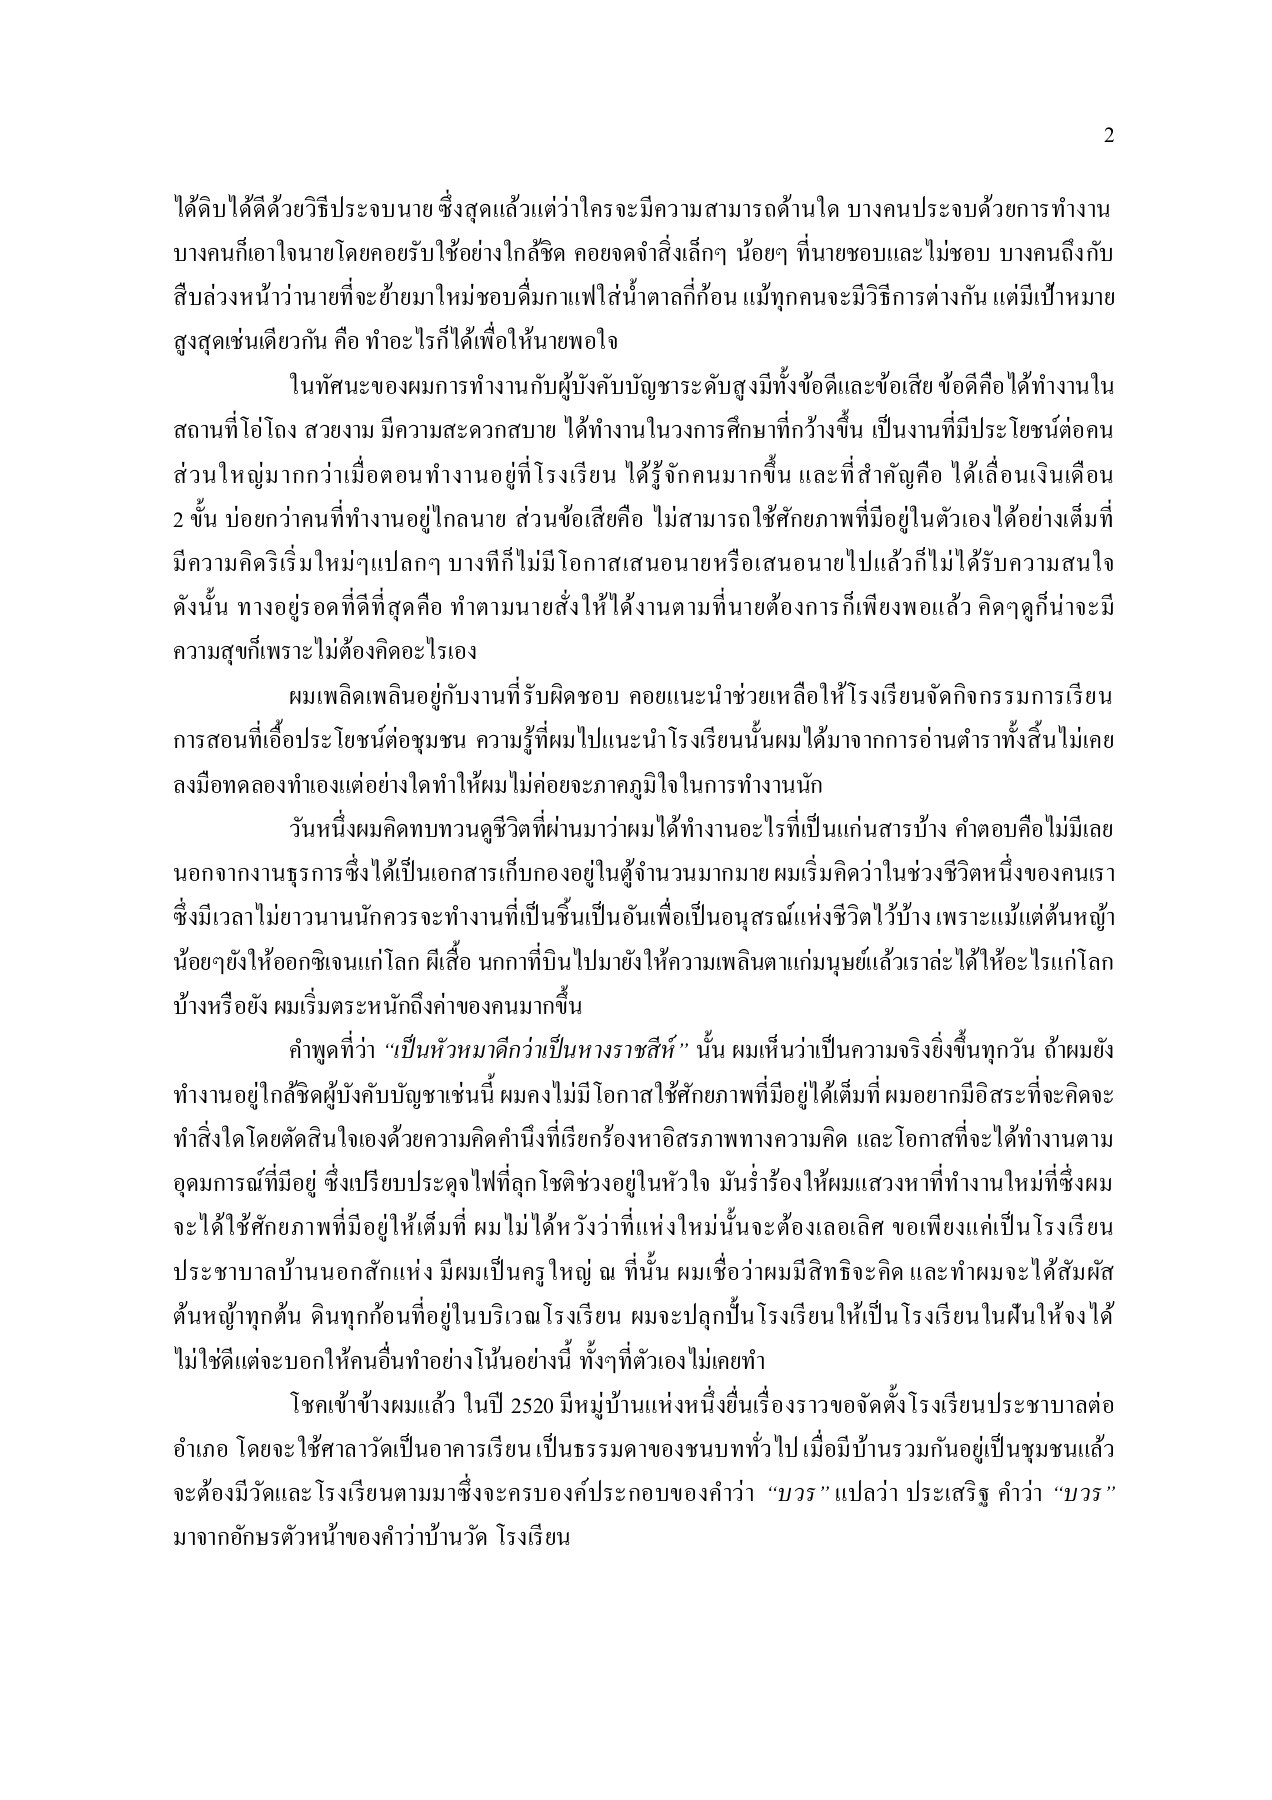 2
ได้ดิบได้ดีด้วยวิธีประจบนาย ซึ่งสุดแล้วแต่ว่าใครจะมีความสามารถด้านใด บางคนประจบด้วยการทำงาน
บางคนก็เอาใจนายโดยคอยรับใช้อย่างใกล้ชิด คอยจดจำสิ่งเล็กๆ น้อยๆ ที่นายชอบและไม่ชอบ บางคนถึงกับ
สืบล่วงหน้าว่านายที่จะย้ายมาใหม่ชอบดื่มกาแฟใส่น้ำตาลกี่ก้อน แม้ทุกคนจะมีวิธีการต่างกัน แต่มีเป้าหมาย
สูงสุดเช่นเดียวกัน คือ ทำอะไรก็ได้เพื่อให้นายพอใจ
ในทัศนะของผมการทำงานกับผู้บังคับบัญชาระดับสูงมีทั้งข้อดีและข้อเสีย ข้อดีคือได้ทำงานใน
สถานที่โอ่โถง สวยงาม มีความสะดวกสบาย ได้ทำงานในวงการศึกษาที่กว้างขึ้น เป็นงานที่มีประโยชน์ต่อคน
ส่วนใหญ่มากกว่าเมื่อตอนทำงานอยู่ที่โรงเรียน ได้รู้จักคนมากขึ้น และที่สำคัญคือ ได้เลื่อนเงินเดือน
2 ขั้น บ่อยกว่าคนที่ทำงานอยู่ไกลนาย ส่วนข้อเสียคือ ไม่สามารถใช้ศักยภาพที่มีอยู่ในตัวเองได้อย่างเต็มที่
มีความคิดริเริ่มใหม่ๆแปลกๆ บางทีก็ไม่มีโอกาสเสนอนายหรือเสนอนายไปแล้วก็ไม่ได้รับความสนใจ
ดังนั้น ทางอยู่รอดที่ดีที่สุดคือ ทำตามนายสั่งให้ได้งานตามที่นายต้องการก็เพียงพอแล้ว คิดๆดูก็น่าจะมี
ความสุขก็เพราะไม่ต้องคิดอะไรเอง
ผมเพลิดเพลินอยู่กับงานที่รับผิดชอบ คอยแนะนำช่วยเหลือให้โรงเรียนจัดกิจกรรมการเรียน
การสอนที่เอื้อประโยชน์ต่อชุมชน ความรู้ที่ผมไปแนะนำโรงเรียนนั้นผมได้มาจากการอ่านตำราทั้งสิ้นไม่เคย
ลงมือทดลองทำเองแต่อย่างใดทำให้ผมไม่ค่อยจะภาคภูมิใจในการทำงานนัก
วันหนึ่งผมคิดทบทวนดูชีวิตที่ผ่านมาว่าผมได้ทำงานอะไรที่เป็นแก่นสารบ้าง คำตอบคือไม่มีเลย
นอกจากงานธุรการซึ่งได้เป็นเอกสารเก็บกองอยู่ในตู้จำนวนมากมาย ผมเริ่มคิดว่าในช่วงชีวิตหนึ่งของคนเรา
ซึ่งมีเวลาไม่ยาวนานนักควรจะทำงานที่เป็นชิ้นเป็นอันเพื่อเป็นอนุสรณ์แห่งชีวิตไว้บ้าง เพราะแม้แต่ต้นหญ้า
น้อยๆยังให้ออกซิเจนแก่โลก ผีเสื้อ นกกาที่บินไปมายังให้ความเพลินตาแก่มนุษย์แล้วเราล่ะได้ให้อะไรแก่โลก
บ้างหรือยัง ผมเริ่มตระหนักถึงค่าของคนมากขึ้น
คำพูดที่ว่า “เป็นหัวหมาดีกว่าเป็นหางราชสีห์” นั้น ผมเห็นว่าเป็นความจริงยิ่งขึ้นทุกวัน ถ้าผมยัง
ทำงานอยู่ใกล้ชิดผู้บังคับบัญชาเช่นนี้ ผมคงไม่มีโอกาสใช้ศักยภาพที่มีอยู่ได้เต็มที่ ผมอยากมีอิสระที่จะคิดจะ
ทำสิ่งใดโดยตัดสินใจเองด้วยความคิดคำนึงที่เรียกร้องหาอิสรภาพทางความคิด และโอกาสที่จะได้ทำงานตาม
อุดมการณ์ที่มีอยู่ ซึ่งเปรียบประดุจไฟที่ลุกโชติช่วงอยู่ในหัวใจ มันร่ำร้องให้ผมแสวงหาที่ทำงานใหม่ที่ซึ่งผม
จะได้ใช้ศักยภาพที่มีอยู่ให้เต็มที่ ผมไม่ได้หวังว่าที่แห่งใหม่นั้นจะต้องเลอเลิศ ขอเพียงแค่เป็นโรงเรียน
ประชาบาลบ้านนอกสักแห่ง มีผมเป็นครูใหญ่ ณ ที่นั้น ผมเชื่อว่าผมมีสิทธิจะคิด และทำผมจะได้สัมผัส
ต้นหญ้าทุกต้น ดินทุกก้อนที่อยู่ในบริเวณโรงเรียน ผมจะปลุกปั้นโรงเรียนให้เป็นโรงเรียนในฝันให้จงได้
ไม่ใช่ดีแต่จะบอกให้คนอื่นทำอย่างโน้นอย่างนี้ ทั้งๆที่ตัวเองไม่เคยทำ
โชคเข้าข้างผมแล้ว ในปี 2520 มีหมู่บ้านแห่งหนึ่งยื่นเรื่องราวขอจัดตั้งโรงเรียนประชาบาลต่อ
อำเภอ โดยจะใช้ศาลาวัดเป็นอาคารเรียน เป็นธรรมดาของชนบททั่วไป เมื่อมีบ้านรวมกันอยู่เป็นชุมชนแล้ว
จะต้องมีวัดและโรงเรียนตามมาซึ่งจะครบองค์ประกอบของคำว่า “บวร” แปลว่า ประเสริฐ คำว่า “บวร”
มาจากอักษรตัวหน้าของคำว่าบ้านวัด โรงเรียน